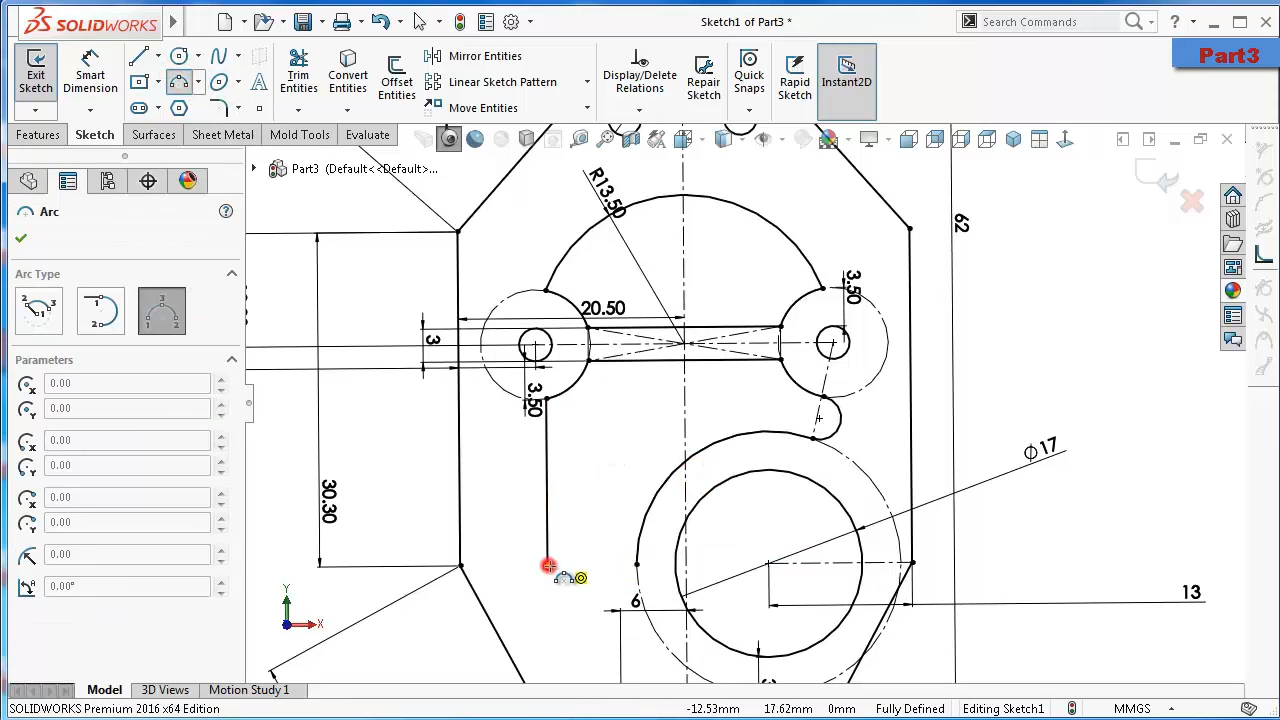 SOLIDWORKS
Sketch1 of Part3 *
Search Commands
Part3
Exit Sketch
Smart Dimension
Trim Entities
Convert Entities
Offset Entities
Mirror Entities
Linear Sketch Pattern
Move Entities
Display/Delete Relations
Repair Sketch
Quick Snaps
Rapid Sketch
Instant2D
Features
Sketch
Surfaces
Sheet Metal
Mold Tools
Evaluate
Part3 (Default<<Default>...
Arc
Arc Type
Parameters
0.00
0.00
0.00
0.00
0.00
0.00
0.00
0.00°
R13.50
62
20.50
3.50
3
3.50
30.30
6
17
13
Y
X
Model
3D Views
Motion Study 1
SOLIDWORKS Premium 2016 x64 Edition
-12.53mm
17.62mm
0mm
Fully Defined
Editing Sketch1
MMGS